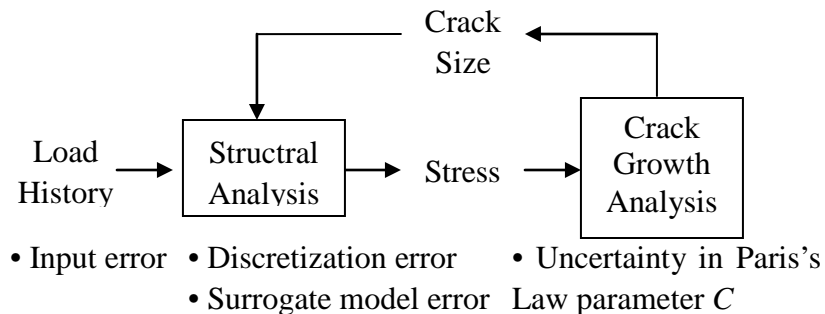 Crack
Size
Load
History
Structral
Analysis
Stress
Crack
Growth
Analysis
• Input error
• Discretization error
• Surrogate model error
• Uncertainty in Paris's
Law parameter C